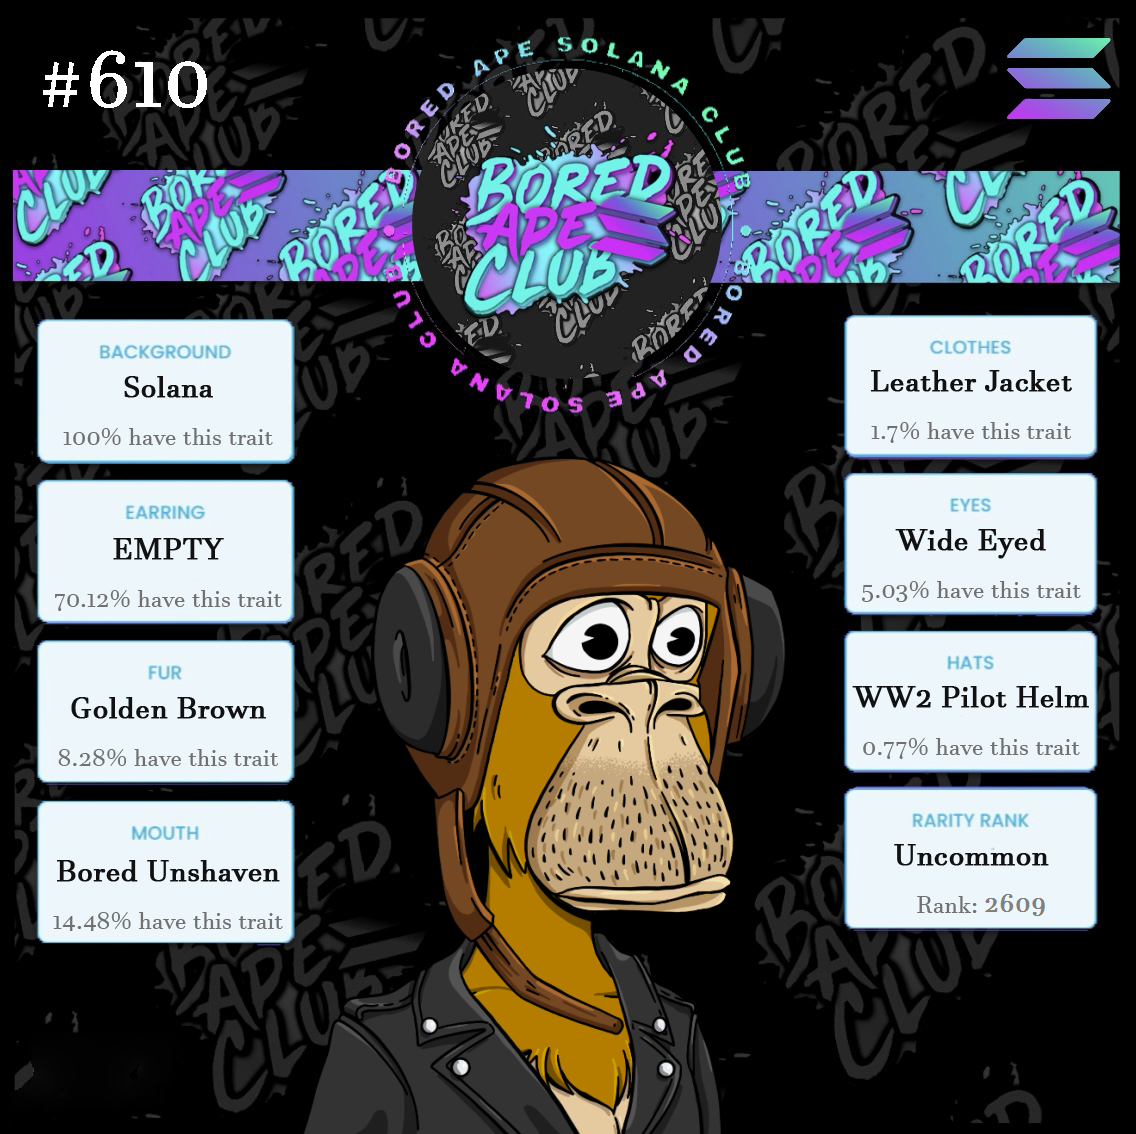 #610
BORED APE SOLANA CLUB
BORED APE SOLANA CLUB
BORED
APE
CLUB
BACKGROUND
Solana
100% have this trait
EARRING
EMPTY
70.12% have this trait
FUR
Golden Brown
8.28% have this trait
MOUTH
Bored Unshaven
14.48% have this trait
CLOTHES
Leather Jacket
1.7% have this trait
EYES
Wide Eyed
5.03% have this trait
HATS
WW2 Pilot Helm
0.77% have this trait
RARITY RANK
Uncommon
Rank: 2609